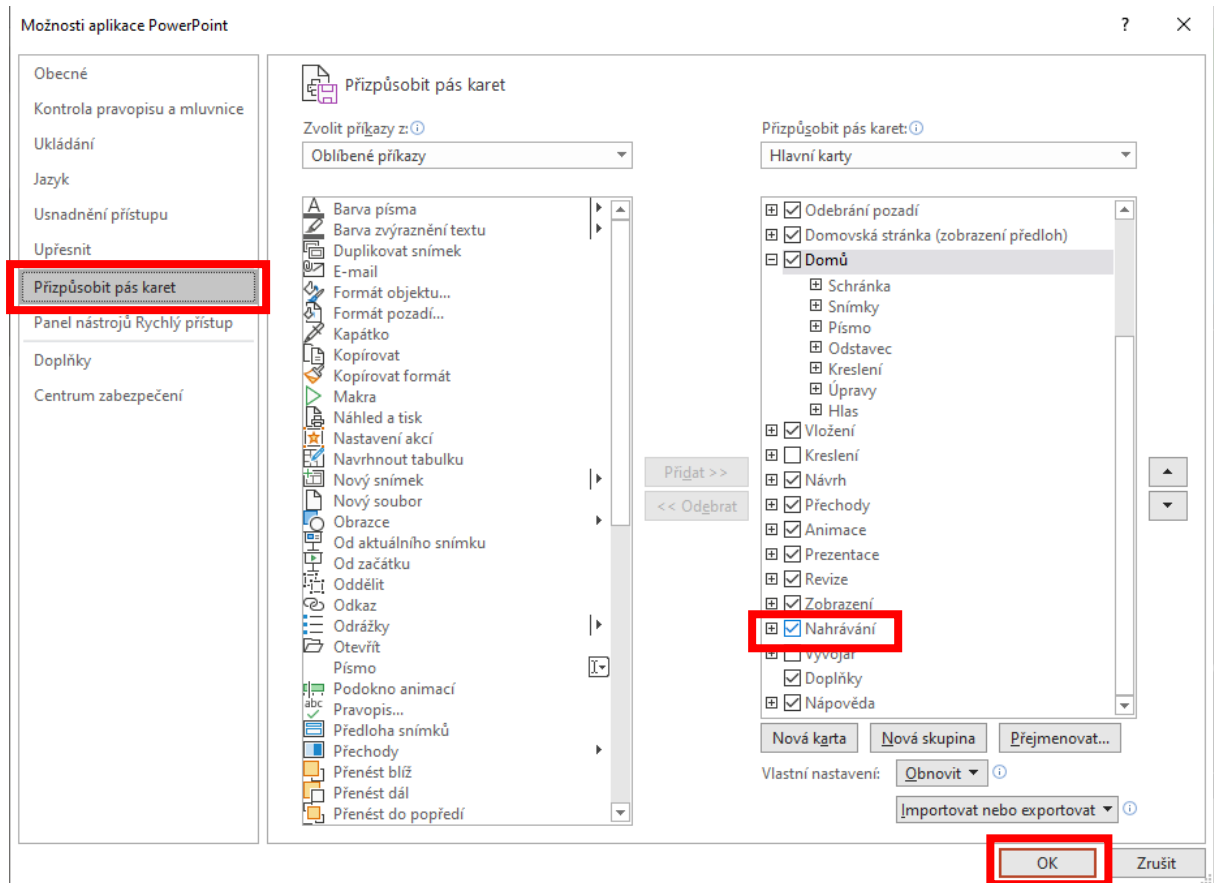 Možnosti aplikace PowerPoint
?
Obecné
Kontrola pravopisu a mluvnice
Ukládání
Jazyk
Usnadnění přístupu
Upřesnit
Přizpůsobit pás karet
Panel nástrojů Rychlý přístup
Doplňky
Centrum zabezpečení
Přizpůsobit pás karet
Zvolit příkazy z:
Oblíbené příkazy
Barva písma
Barva zvýraznění textu
Duplikovat snímek
E-mail
Formát objektu...
Formát pozadí...
Kapátko
Kopírovat
Kopírovat formát
Makra
Náhled a tisk
Nastavení akcí
Navrhnout tabulku
Nový snímek
Nový soubor
Obrazce
Od aktuálního snímku
Od začátku
Oddělit
Odkaz
Odrážky
Otevřít
Písmo
Podokno animací
Pravopis...
Předloha snímků
Přechody
Přenést blíž
Přenést dál
Přenést do popředí
Přidat >>
<< Odebrat
Přizpůsobit pás karet:
Hlavní karty
Odebrání pozadí
Domovská stránka (zobrazení předloh)
Domů
Schránka
Snímky
Písmo
Odstavec
Kreslení
Úpravy
Hlas
Vložení
Kreslení
Návrh
Přechody
Animace
Prezentace
Revize
Zobrazení
Nahrávání
Vývojář
Doplňky
Nápověda
Nová karta
Nová skupina
Přejmenovat...
Vlastní nastavení:
Obnovit
Importovat nebo exportovat
OK
Zrušit